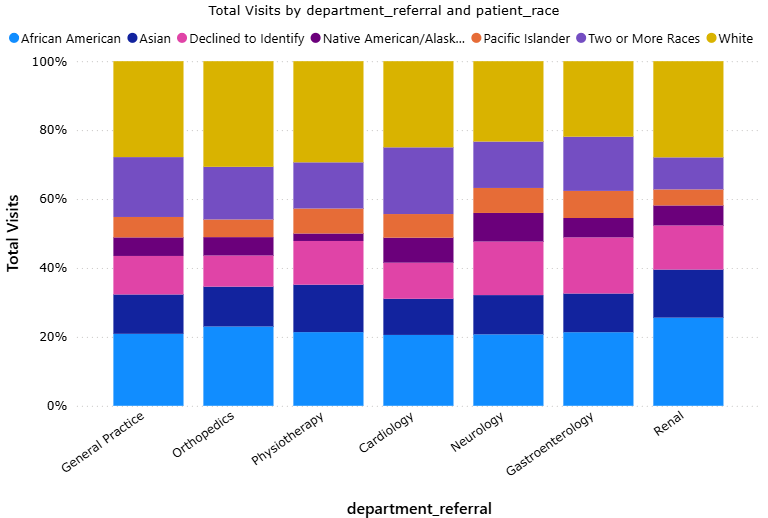 Total Visits by department_referral and patient_race
African American Asian Declined to Identify Native American/Alask... Pacific Islander Two or More Races White
100%
80%
60%
40%
20%
0%
Total Visits
General Practice
Orthopedics
Physiotherapy
Cardiology
Neurology
Gastroenterology
Renal
department_referral